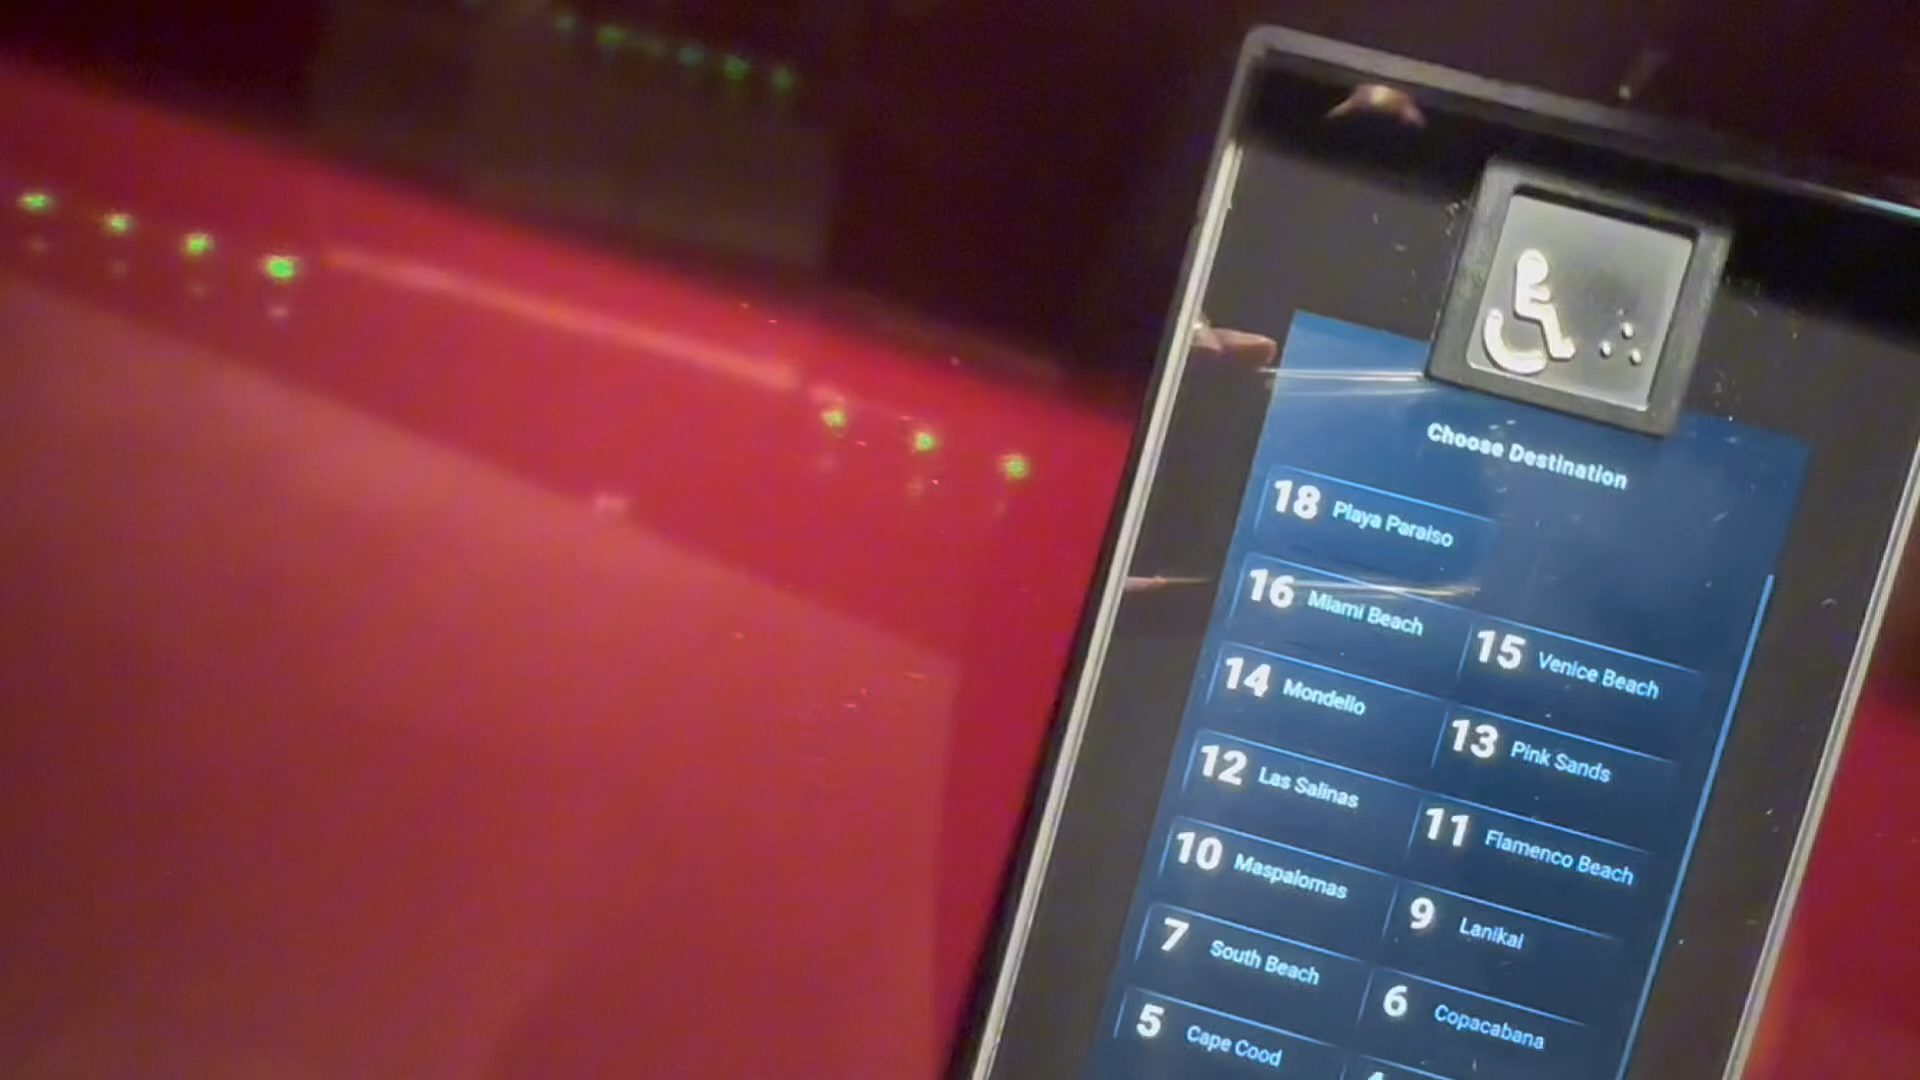 Choose Destination
18 Playa Paraiso
16 Miami Beach
15 Venice Beach
14 Mondello
13 Pink Sands
12 Las Salinas
11 Flamenco Beach
10 Maspalomas
9 Lanikai
7 South Beach
6 Copacabana
5 Cape Cood